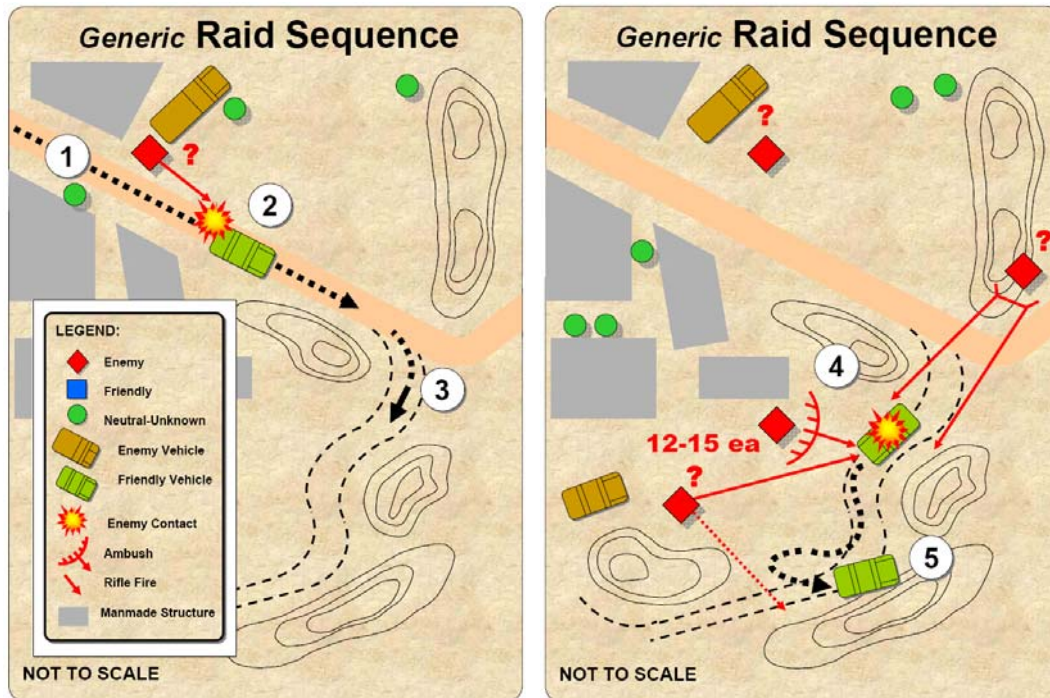 Generic Raid Sequence
1
?
2
3
LEGEND:
Enemy
Friendly
Neutral-Unknown
Enemy Vehicle
Friendly Vehicle
Enemy Contact
Ambush
Rifle Fire
Manmade Structure
NOT TO SCALE
Generic Raid Sequence
?
?
4
12-15 ea
?
5
NOT TO SCALE